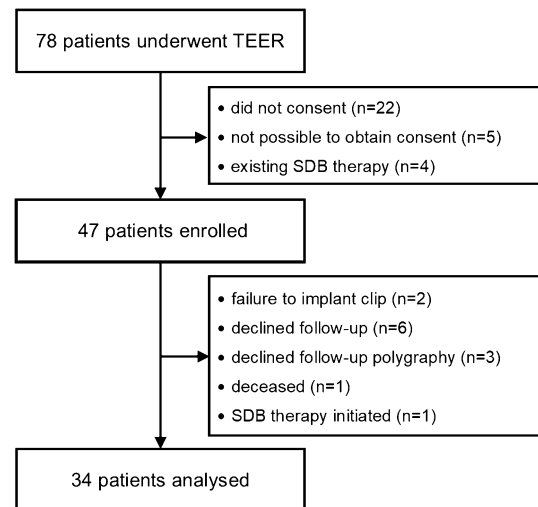 78 patients underwent TEER
• did not consent (n=22)
• not possible to obtain consent (n=5)
• existing SDB therapy (n=4)
47 patients enrolled
• failure to implant clip (n=2)
• declined follow-up (n=6)
• declined follow-up polygraphy (n=3)
• deceased (n=1)
• SDB therapy initiated (n=1)
34 patients analysed